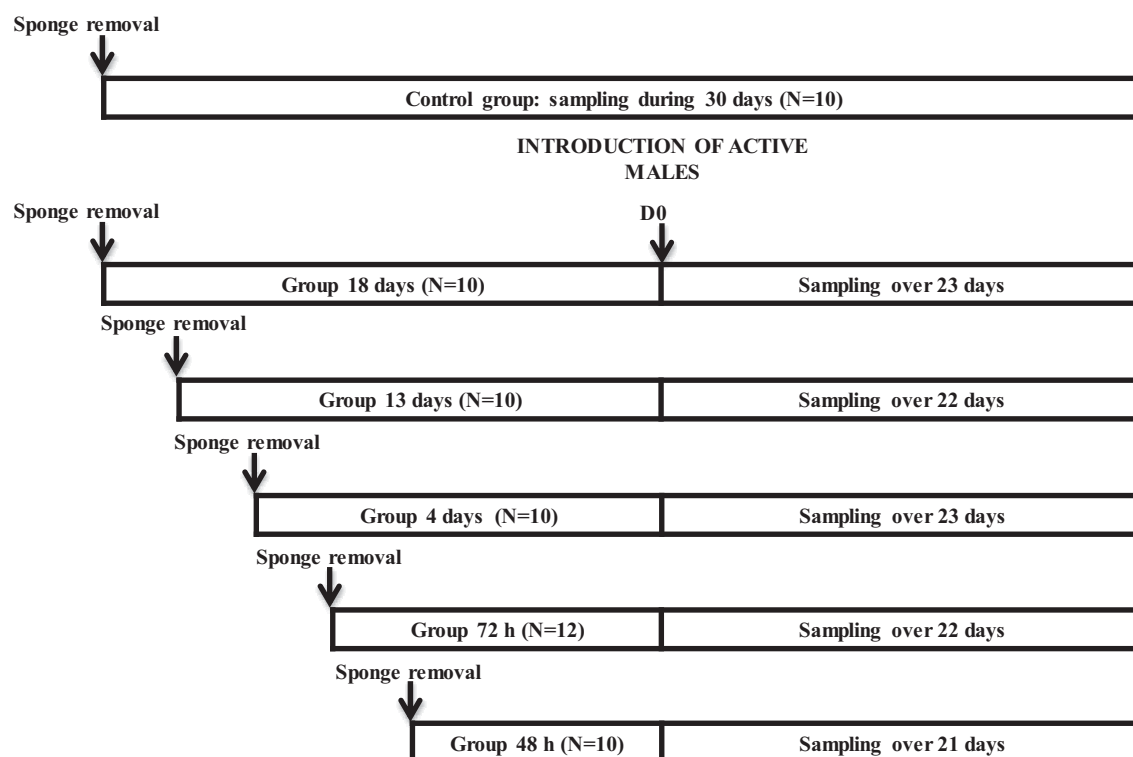 Sponge removal
Control group: sampling during 30 days (N=10)
INTRODUCTION OF ACTIVE
MALES
Sponge removal
D0
Group 18 days (N=10)
Sampling over 23 days
Sponge removal
Group 13 days (N=10)
Sampling over 22 days
Sponge removal
Group 4 days (N=10)
Sampling over 23 days
Sponge removal
Group 72 h (N=12)
Sampling over 22 days
Sponge removal
Group 48 h (N=10)
Sampling over 21 days